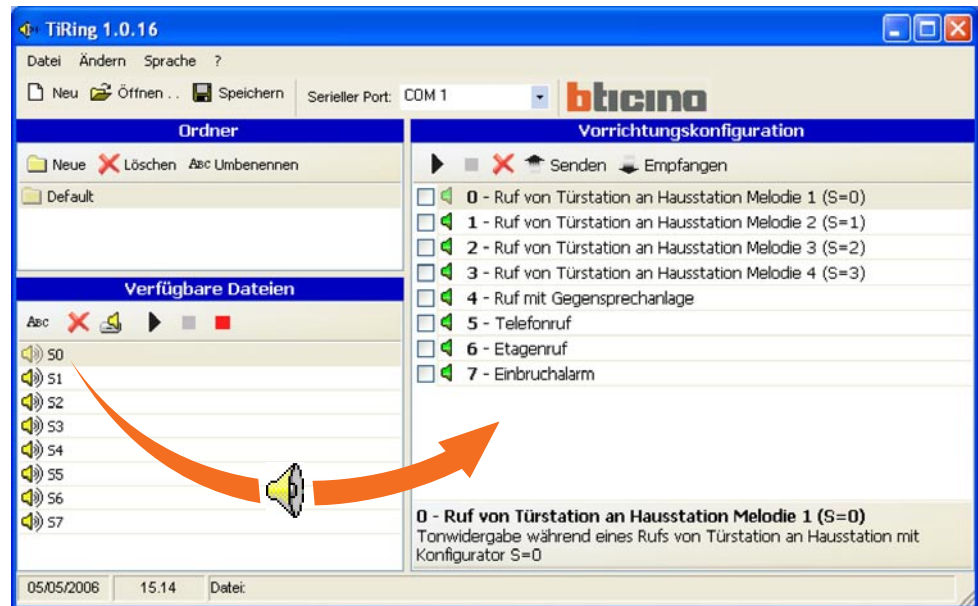 TiRing 1.0.16
Datei Ändern Sprache ?
Neu Öffnen . . Speichern Serieller Port: COM 1 bticino
Ordner
Neue Löschen ABC Umbenennen
Default
Verfügbare Dateien
ABC
S0
S1
S2
S3
S4
S5
S6
S7
Vorrichtungskonfiguration
Senden Empfangen
0 - Ruf von Türstation an Hausstation Melodie 1 (S=0)
1 - Ruf von Türstation an Hausstation Melodie 2 (S=1)
2 - Ruf von Türstation an Hausstation Melodie 3 (S=2)
3 - Ruf von Türstation an Hausstation Melodie 4 (S=3)
4 - Ruf mit Gegensprechanlage
5 - Telefonruf
6 - Etagenruf
7 - Einbruchalarm
0 - Ruf von Türstation an Hausstation Melodie 1 (S=0)
Tonwidergabe während eines Rufs von Türstation an Hausstation mit
Konfigurator S=0
05/05/2006 15.14 Datei: